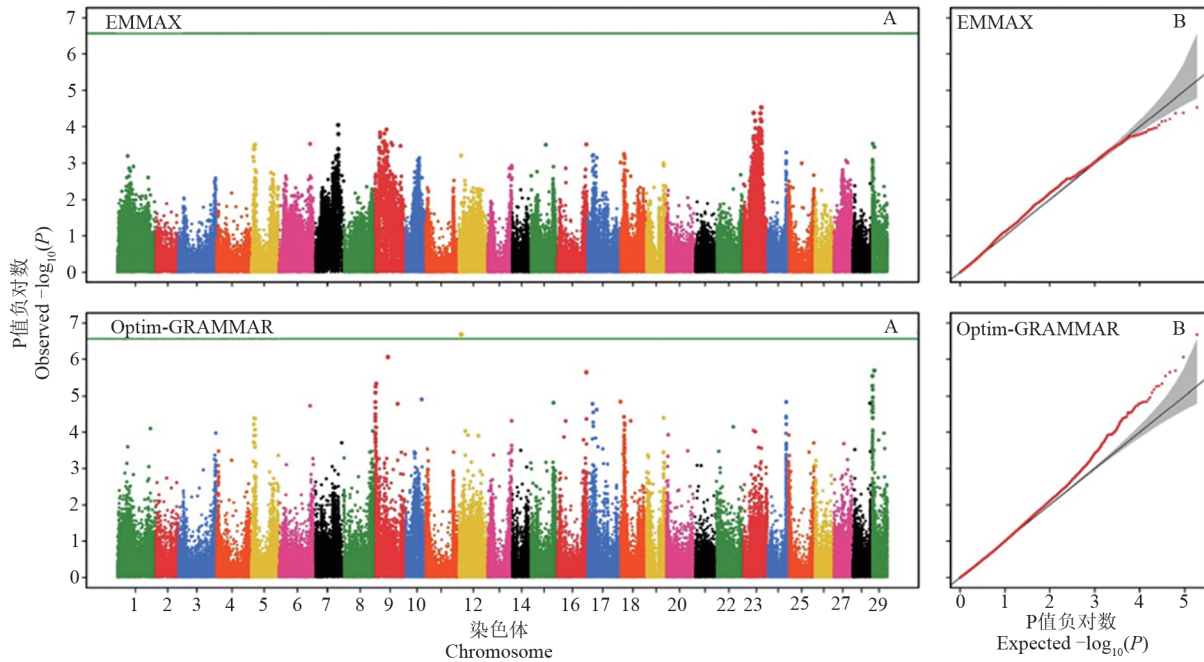 EMMAX
A
7
6
5
4
3
2
1
0
EMMAX
B
Optim-GRAMMAR
A
7
6
5
4
3
2
1
0
1 2 3 4 5 6 7 8 9 10 12 14 16 17 18 20 22 23 25 27 29
染色体
Chromosome
P值负对数
Observed −log₁₀(P)
Optim-GRAMMAR
B
0 1 2 3 4 5
P值负对数
Expected −log₁₀(P)